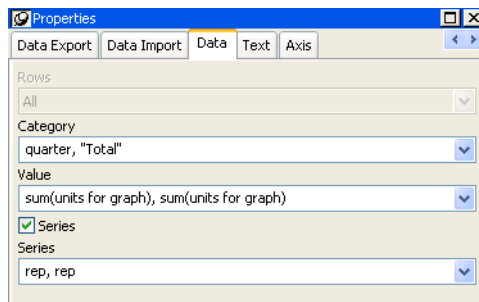 Properties
Data Export Data Import Data Text Axis
Rows
All
Category
quarter, "Total"
Value
sum(units for graph), sum(units for graph)
Series
Series
rep, rep